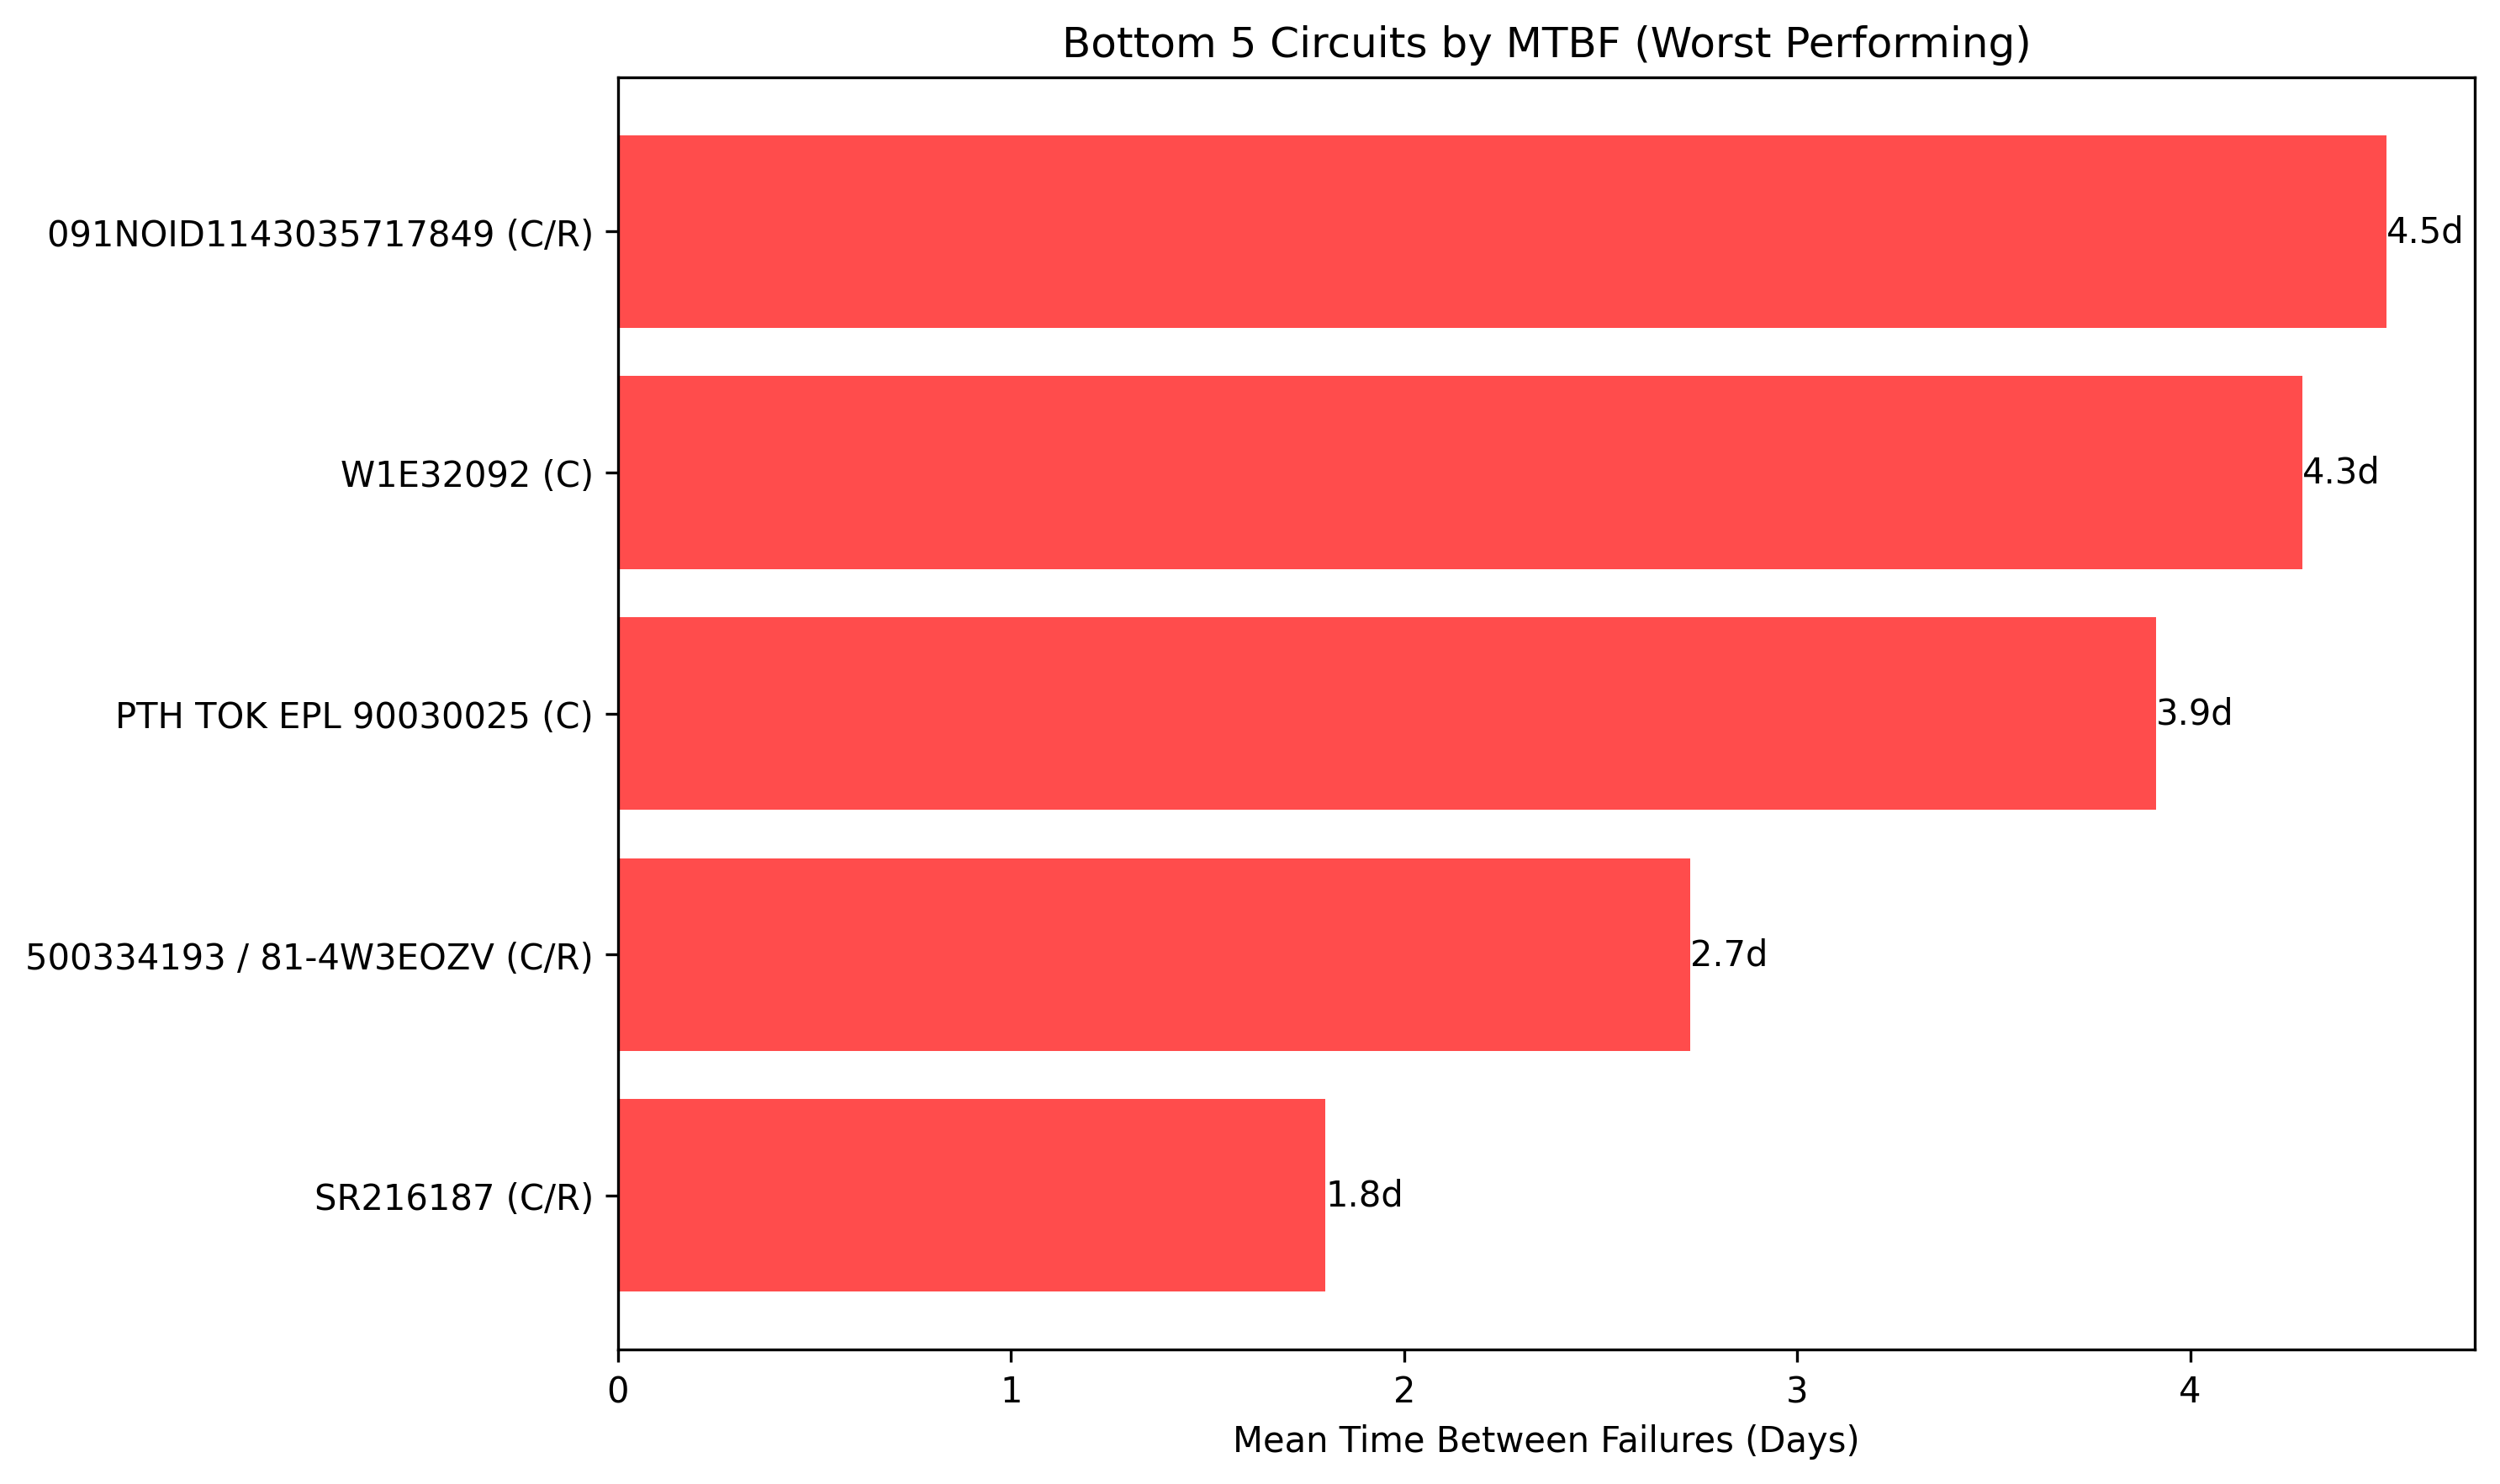 Bottom 5 Circuits by MTBF (Worst Performing)
091NOID1143035717849 (C/R)
4.5d
W1E32092 (C)
4.3d
PTH TOK EPL 90030025 (C)
3.9d
500334193 / 81-4W3EOZV (C/R)
2.7d
SR216187 (C/R)
1.8d
0 1 2 3 4
Mean Time Between Failures (Days)